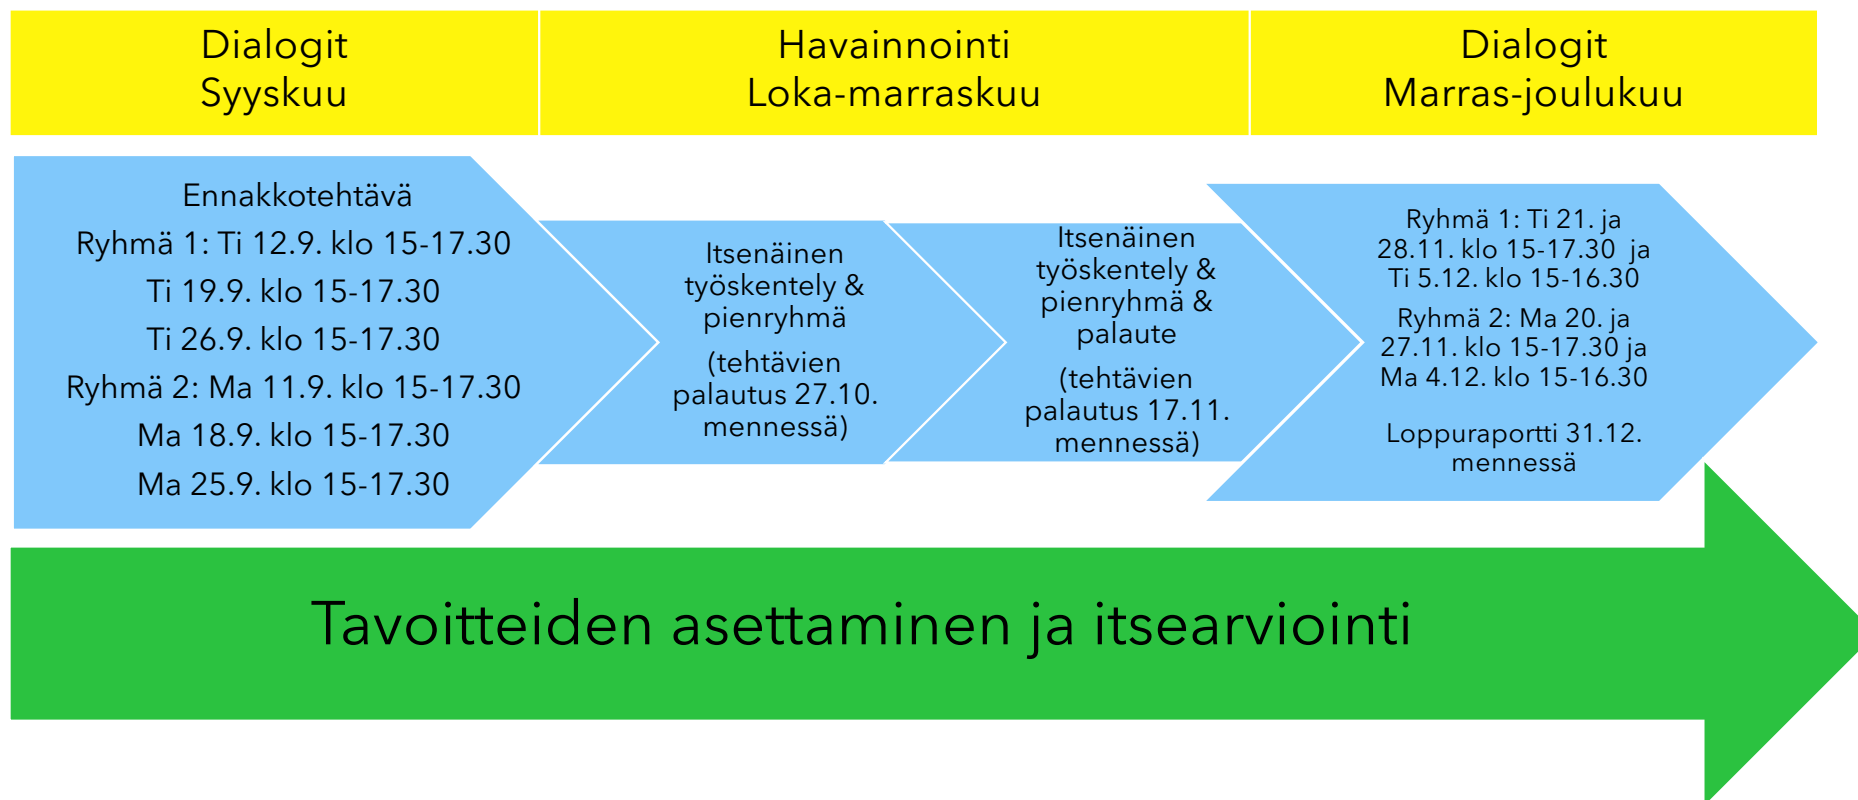 Dialogit
Syyskuu
Havainnointi
Loka-marraskuu
Dialogit
Marras-joulukuu
Ennakkotehtävä
Ryhmä 1: Ti 12.9. klo 15-17.30
Ti 19.9. klo 15-17.30
Ti 26.9. klo 15-17.30
Ryhmä 2: Ma 11.9. klo 15-17.30
Ma 18.9. klo 15-17.30
Ma 25.9. klo 15-17.30
Itsenäinen
työskentely &
pienryhmä
(tehtävien
palautus 27.10.
mennessä)
Itsenäinen
työskentely &
pienryhmä &
palaute
(tehtävien
palautus 17.11.
mennessä)
Ryhmä 1: Ti 21. ja
28.11. klo 15-17.30 ja
Ti 5.12. klo 15-16.30
Ryhmä 2: Ma 20. ja
27.11. klo 15-17.30 ja
Ma 4.12. klo 15-16.30
Loppuraportti 31.12.
mennessä
Tavoitteiden asettaminen ja itsearviointi